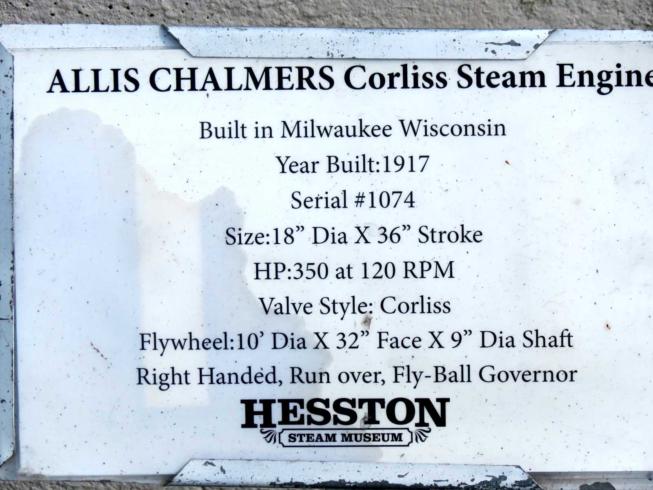 ALLIS CHALMERS Corliss Steam Engine
Built in Milwaukee Wisconsin
Year Built:1917
Serial #1074
Size:18” Dia X 36” Stroke
HP:350 at 120 RPM
Valve Style: Corliss
Flywheel:10’ Dia X 32” Face X 9” Dia Shaft
Right Handed, Run over, Fly-Ball Governor
HESSTON
STEAM MUSEUM